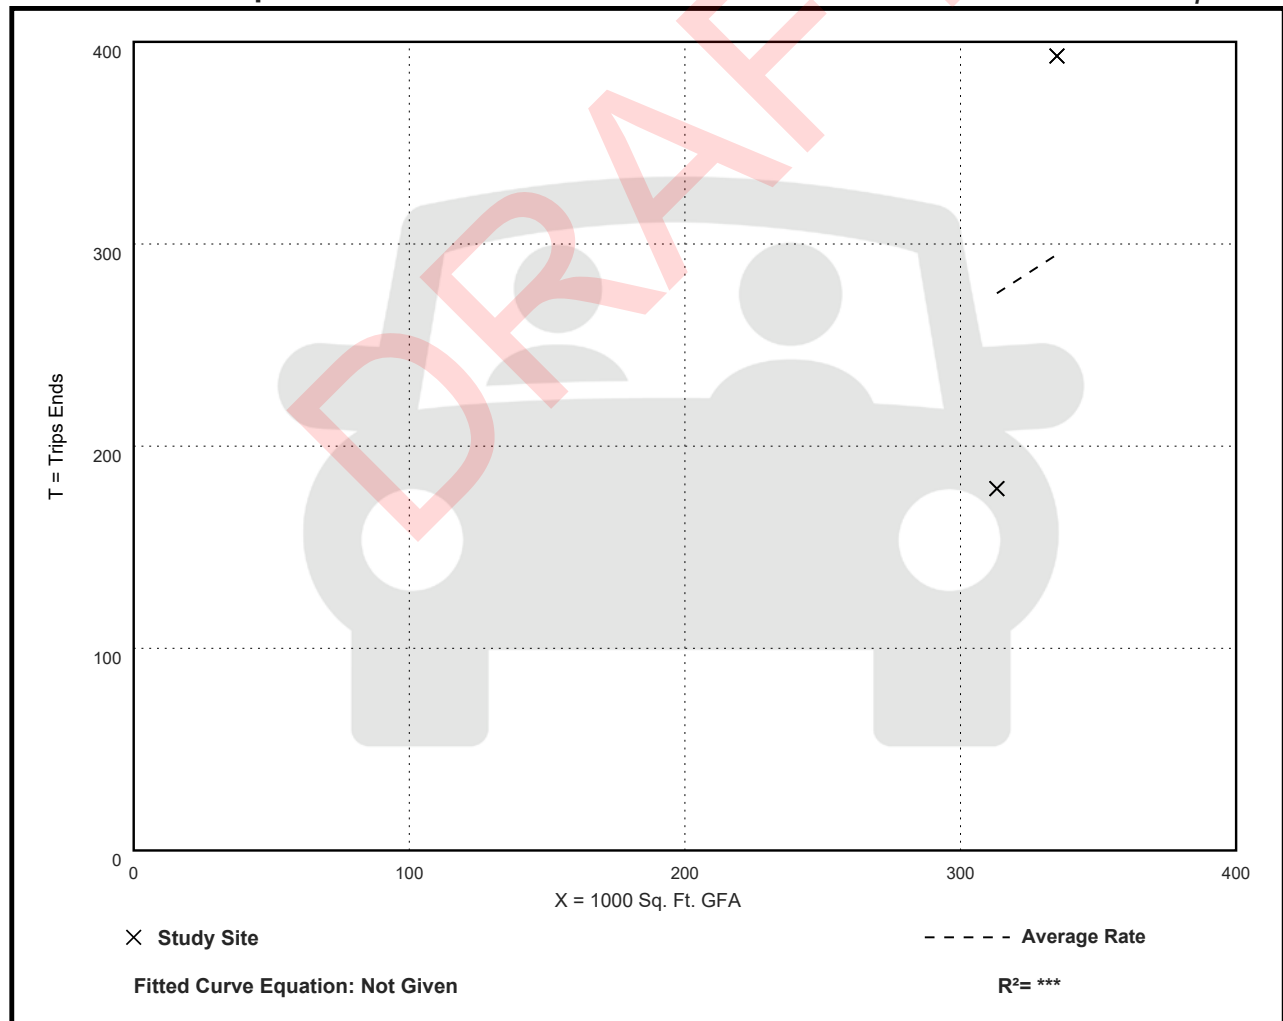 400
300
200
100
0
0 100 200 300 400
T = Trips Ends
X = 1000 Sq. Ft. GFA
Study Site
Average Rate
Fitted Curve Equation: Not Given
R²= ***